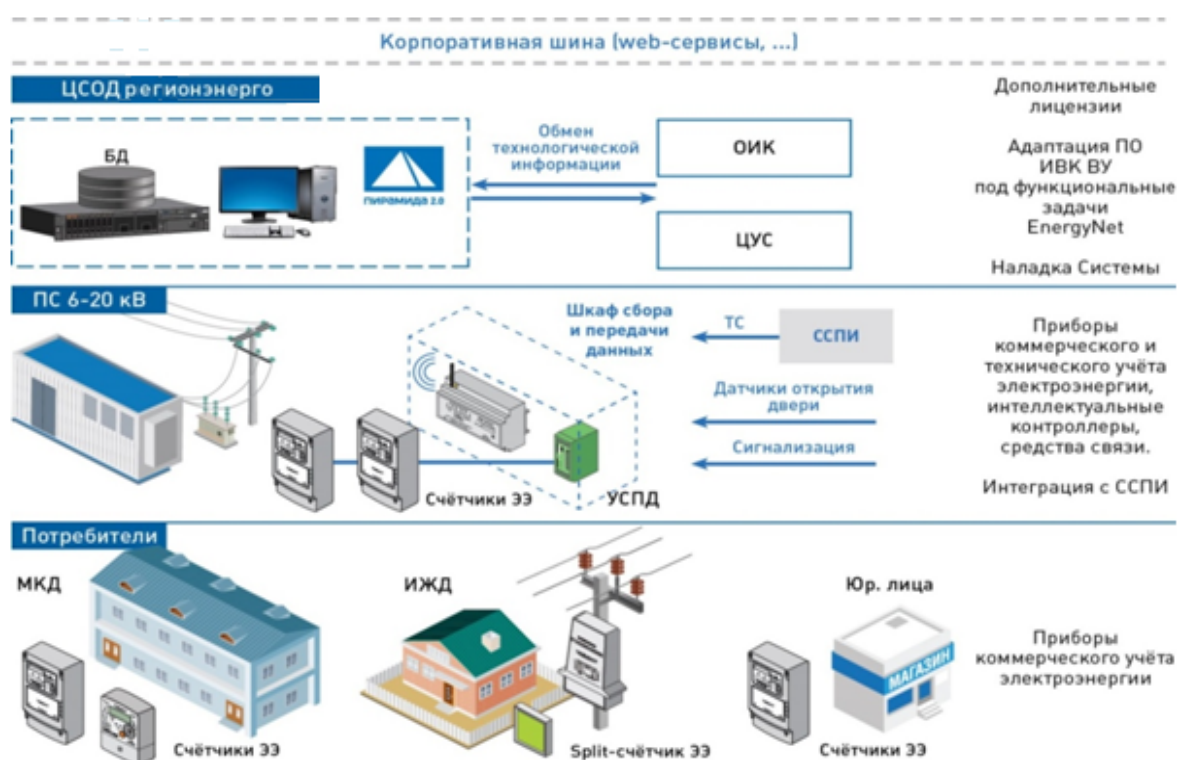 Корпоративная шина (web-сервисы, ...)
ЦСОД регионэнерго
БД
ПИРАМИДА 2.0
Обмен
технологической
информации
ОИК
ЦУС
Дополнительные
лицензии
Адаптация ПО
ИВК ВУ
под функциональные
задачи
EnergyNet
Наладка Системы
ПС 6-20 кВ
Шкаф сбора
и передачи
данных
ТС
ССПИ
Датчики открытия
двери
Сигнализация
Счётчики ЭЭ
УСПД
Приборы
коммерческого и
технического учёта
электроэнергии,
интеллектуальные
контроллеры,
средства связи.
Интеграция с ССПИ
Потребители
МКД
Счётчики ЭЭ
ИЖД
Split-счётчик ЭЭ
Юр. лица
МАГАЗИН
Счётчики ЭЭ
Приборы
коммерческого учёта
электроэнергии